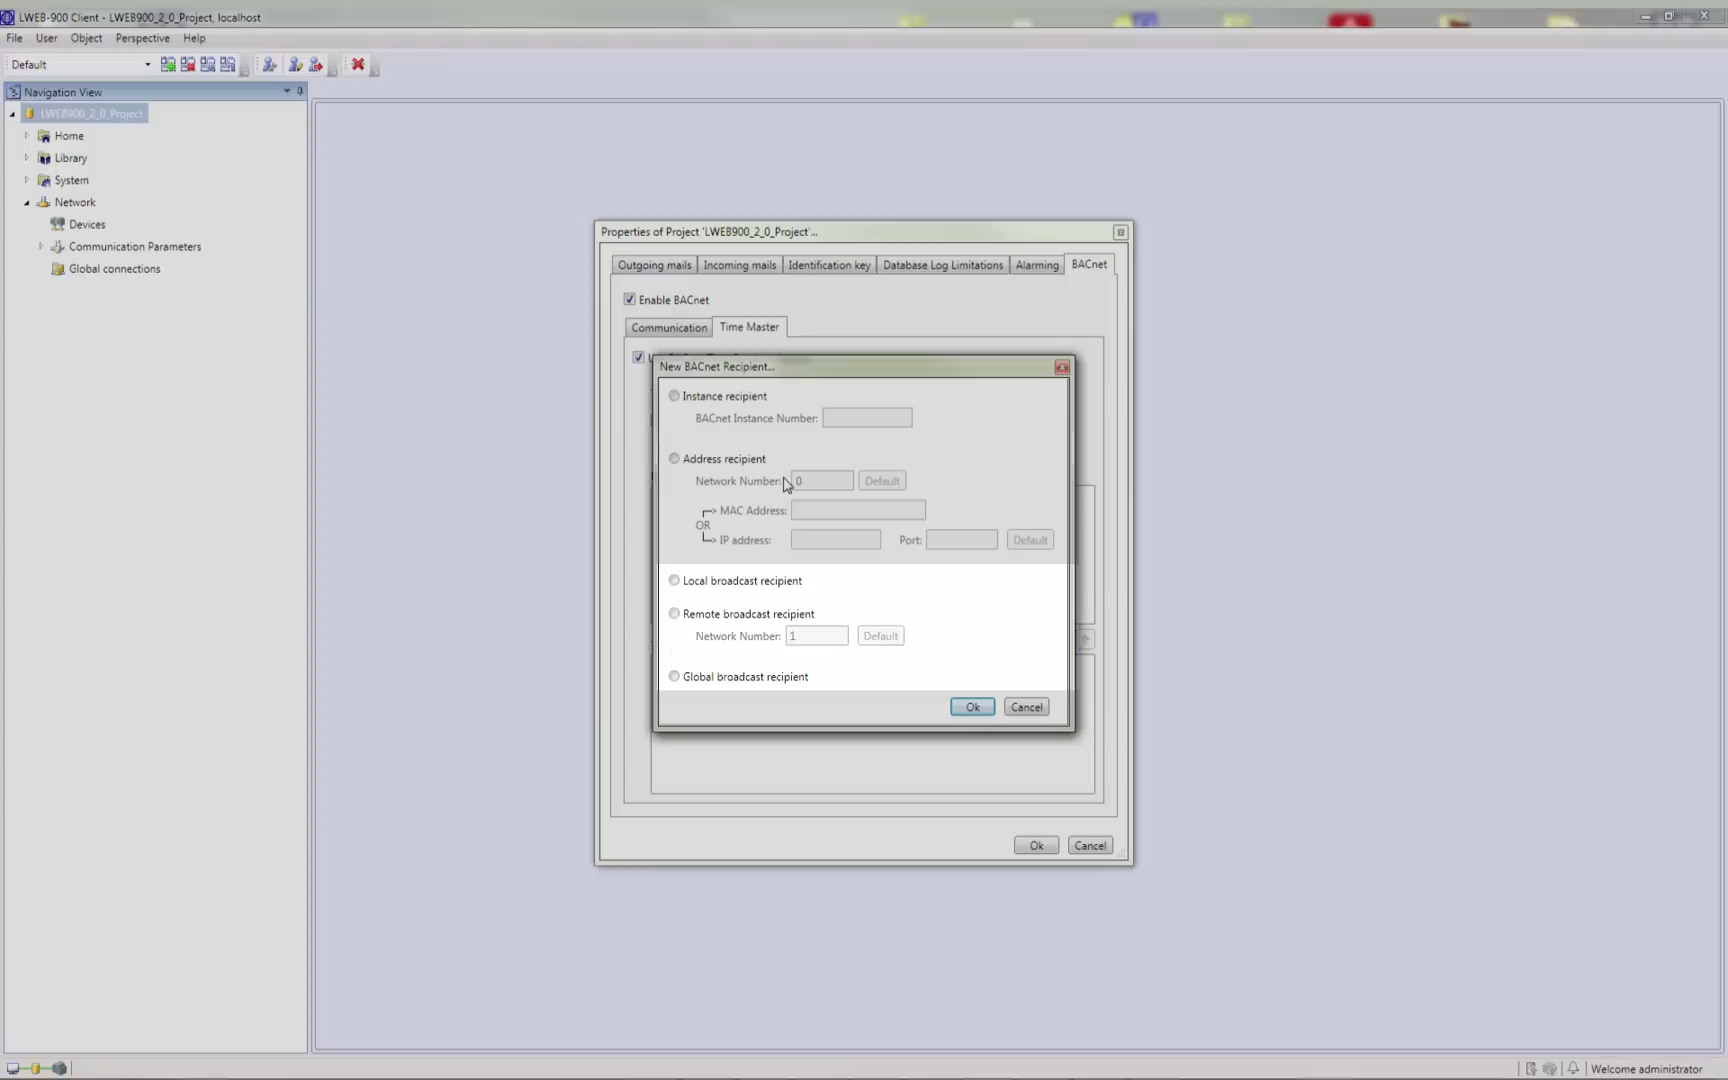 LWEB-900 Client - LWEB900_2_0_Project, localhost
File User Object Perspective Help
Default
Navigation View
LWEB900_2_0_Project
Home
Library
System
Network
Devices
Communication Parameters
Global connections
Properties of Project 'LWEB900_2_0_Project'...
Outgoing mails Incoming mails Identification key Database Log Limitations Alarming BACnet
Enable BACnet
Communication Time Master
New BACnet Recipient...
Instance recipient
BACnet Instance Number:
Address recipient
Network Number: 0 Default
MAC Address:
OR
IP address: Port: Default
Local broadcast recipient
Remote broadcast recipient
Network Number: 1 Default
Global broadcast recipient
Ok Cancel
Ok Cancel
Welcome administrator